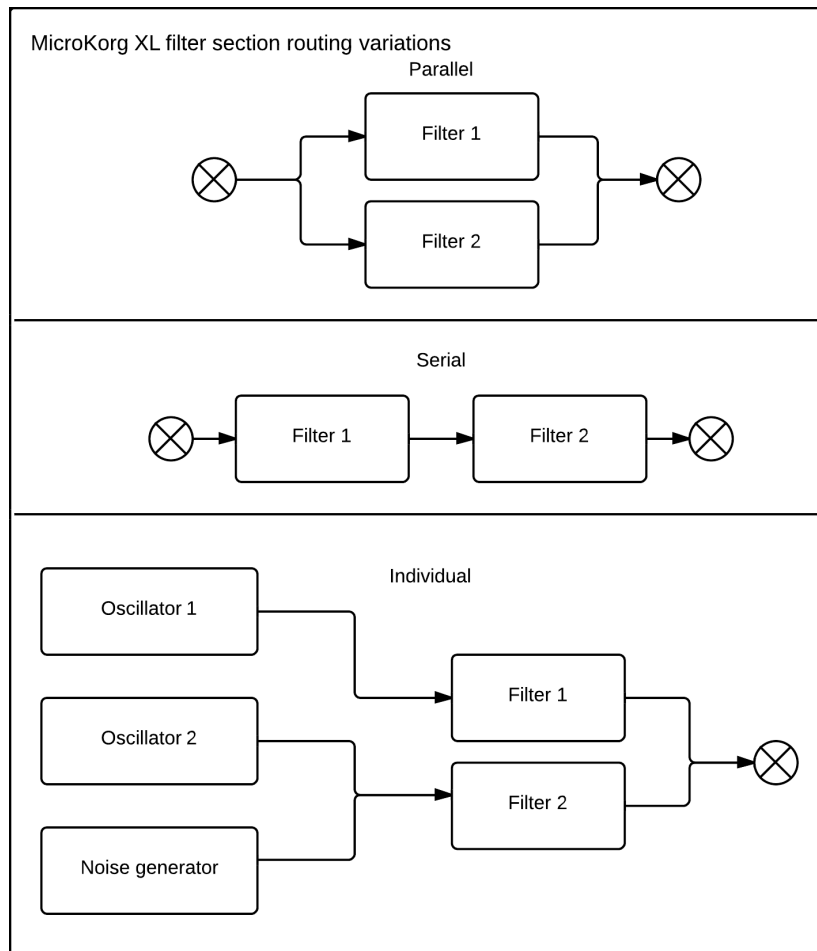 MicroKorg XL filter section routing variations
Parallel
Filter 1
Filter 2
Serial
Filter 1
Filter 2
Individual
Oscillator 1
Filter 1
Oscillator 2
Filter 2
Noise generator